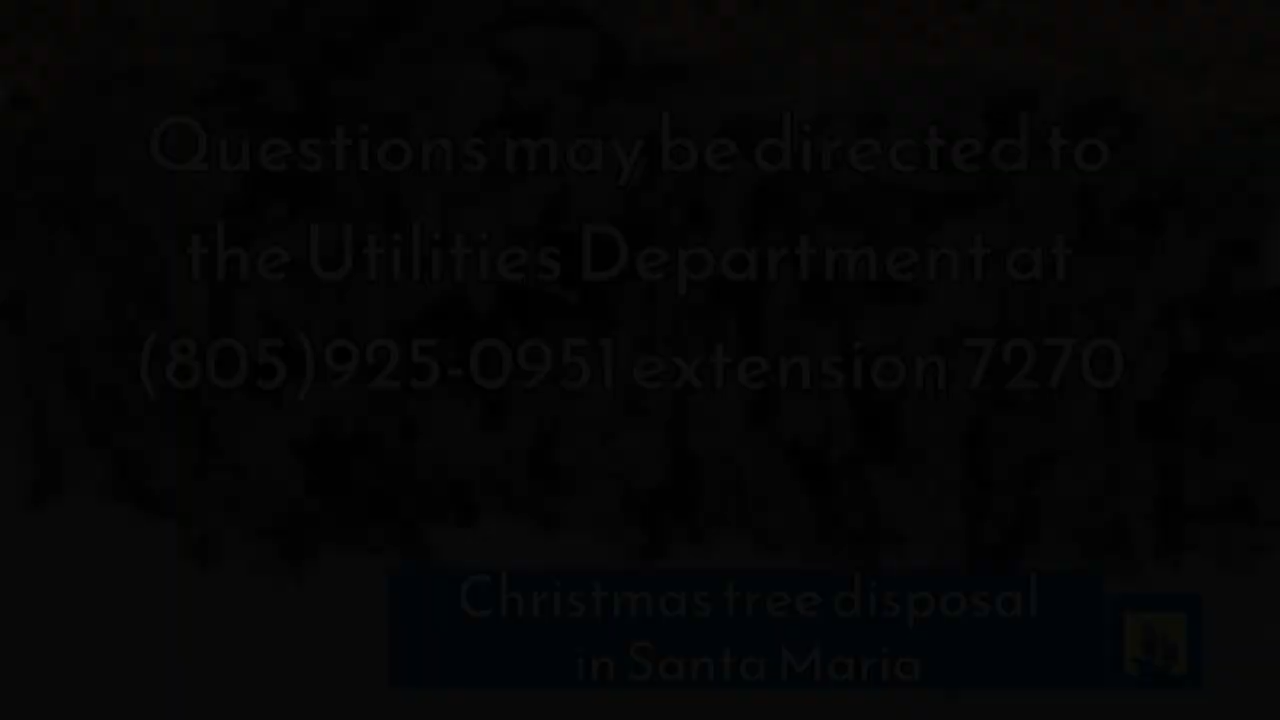 Questions may be directed to
the Utilities Department at
(805)925-0951 extension 7270
Christmas tree disposal
in Santa Maria